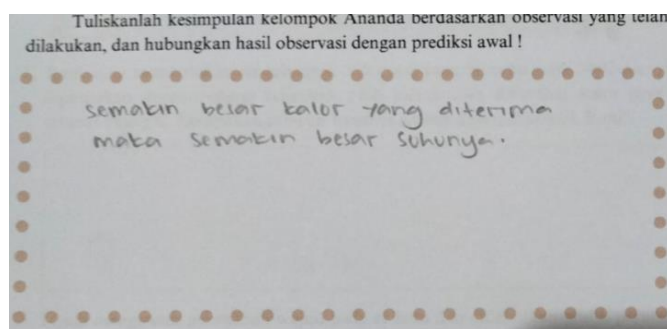 Tuliskanlah kesimpulan kelompok Ananda berdasarkan observasi yang telah
dilakukan, dan hubungkan hasil observasi dengan prediksi awal !
semakin besar kalor yang diterima
maka semakin besar suhunya.